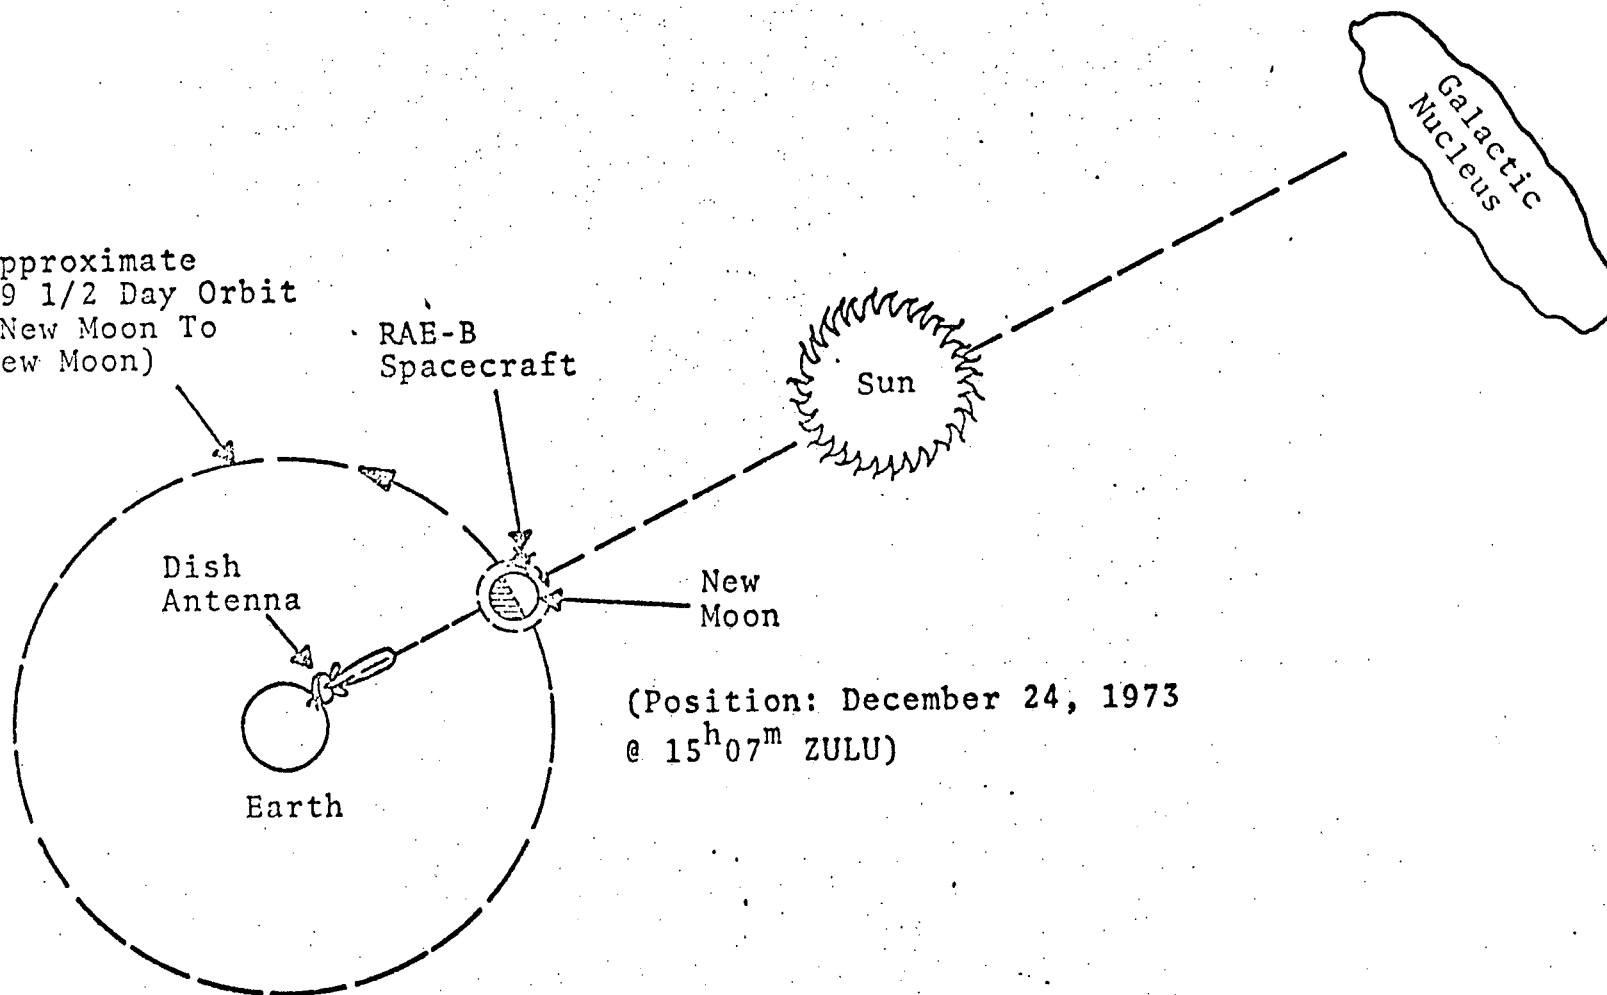 Galactic
Nucleus
pproximate
9 1/2 Day Orbit
New Moon To
ew Moon)
RAE-B
Spacecraft
Sun
Dish
Antenna
New
Moon
(Position: December 24, 1973
@ 15h07m ZULU)
Earth